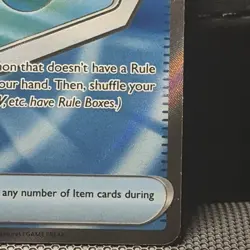 non that doesn't have a Rule
our hand. Then, shuffle your
V, etc. have Rule Boxes.)
any number of Item cards during